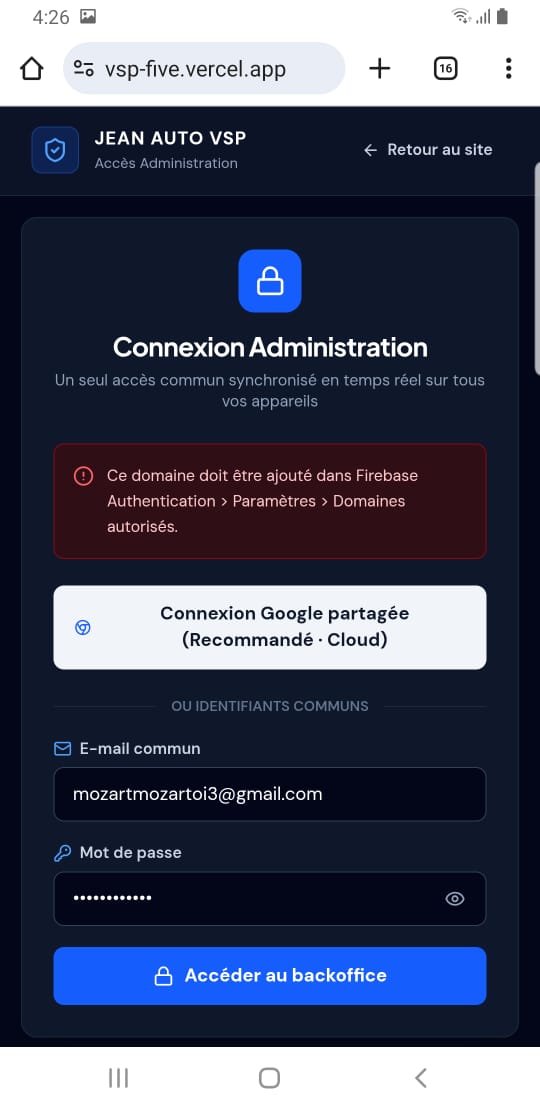 4:26
vsp-five.vercel.app
16
JEAN AUTO VSP
Accès Administration
Retour au site
Connexion Administration
Un seul accès commun synchronisé en temps réel sur tous
vos appareils
Ce domaine doit être ajouté dans Firebase
Authentication > Paramètres > Domaines
autorisés.
Connexion Google partagée
(Recommandé · Cloud)
OU IDENTIFIANTS COMMUNS
E-mail commun
mozartmozartoi3@gmail.com
Mot de passe
••••••••••••
Accéder au backoffice